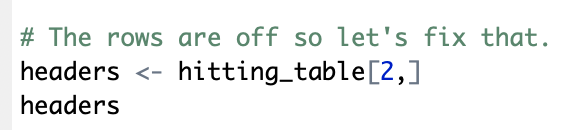 # The rows are off so let's fix that.
headers <- hitting_table[2,]
headers